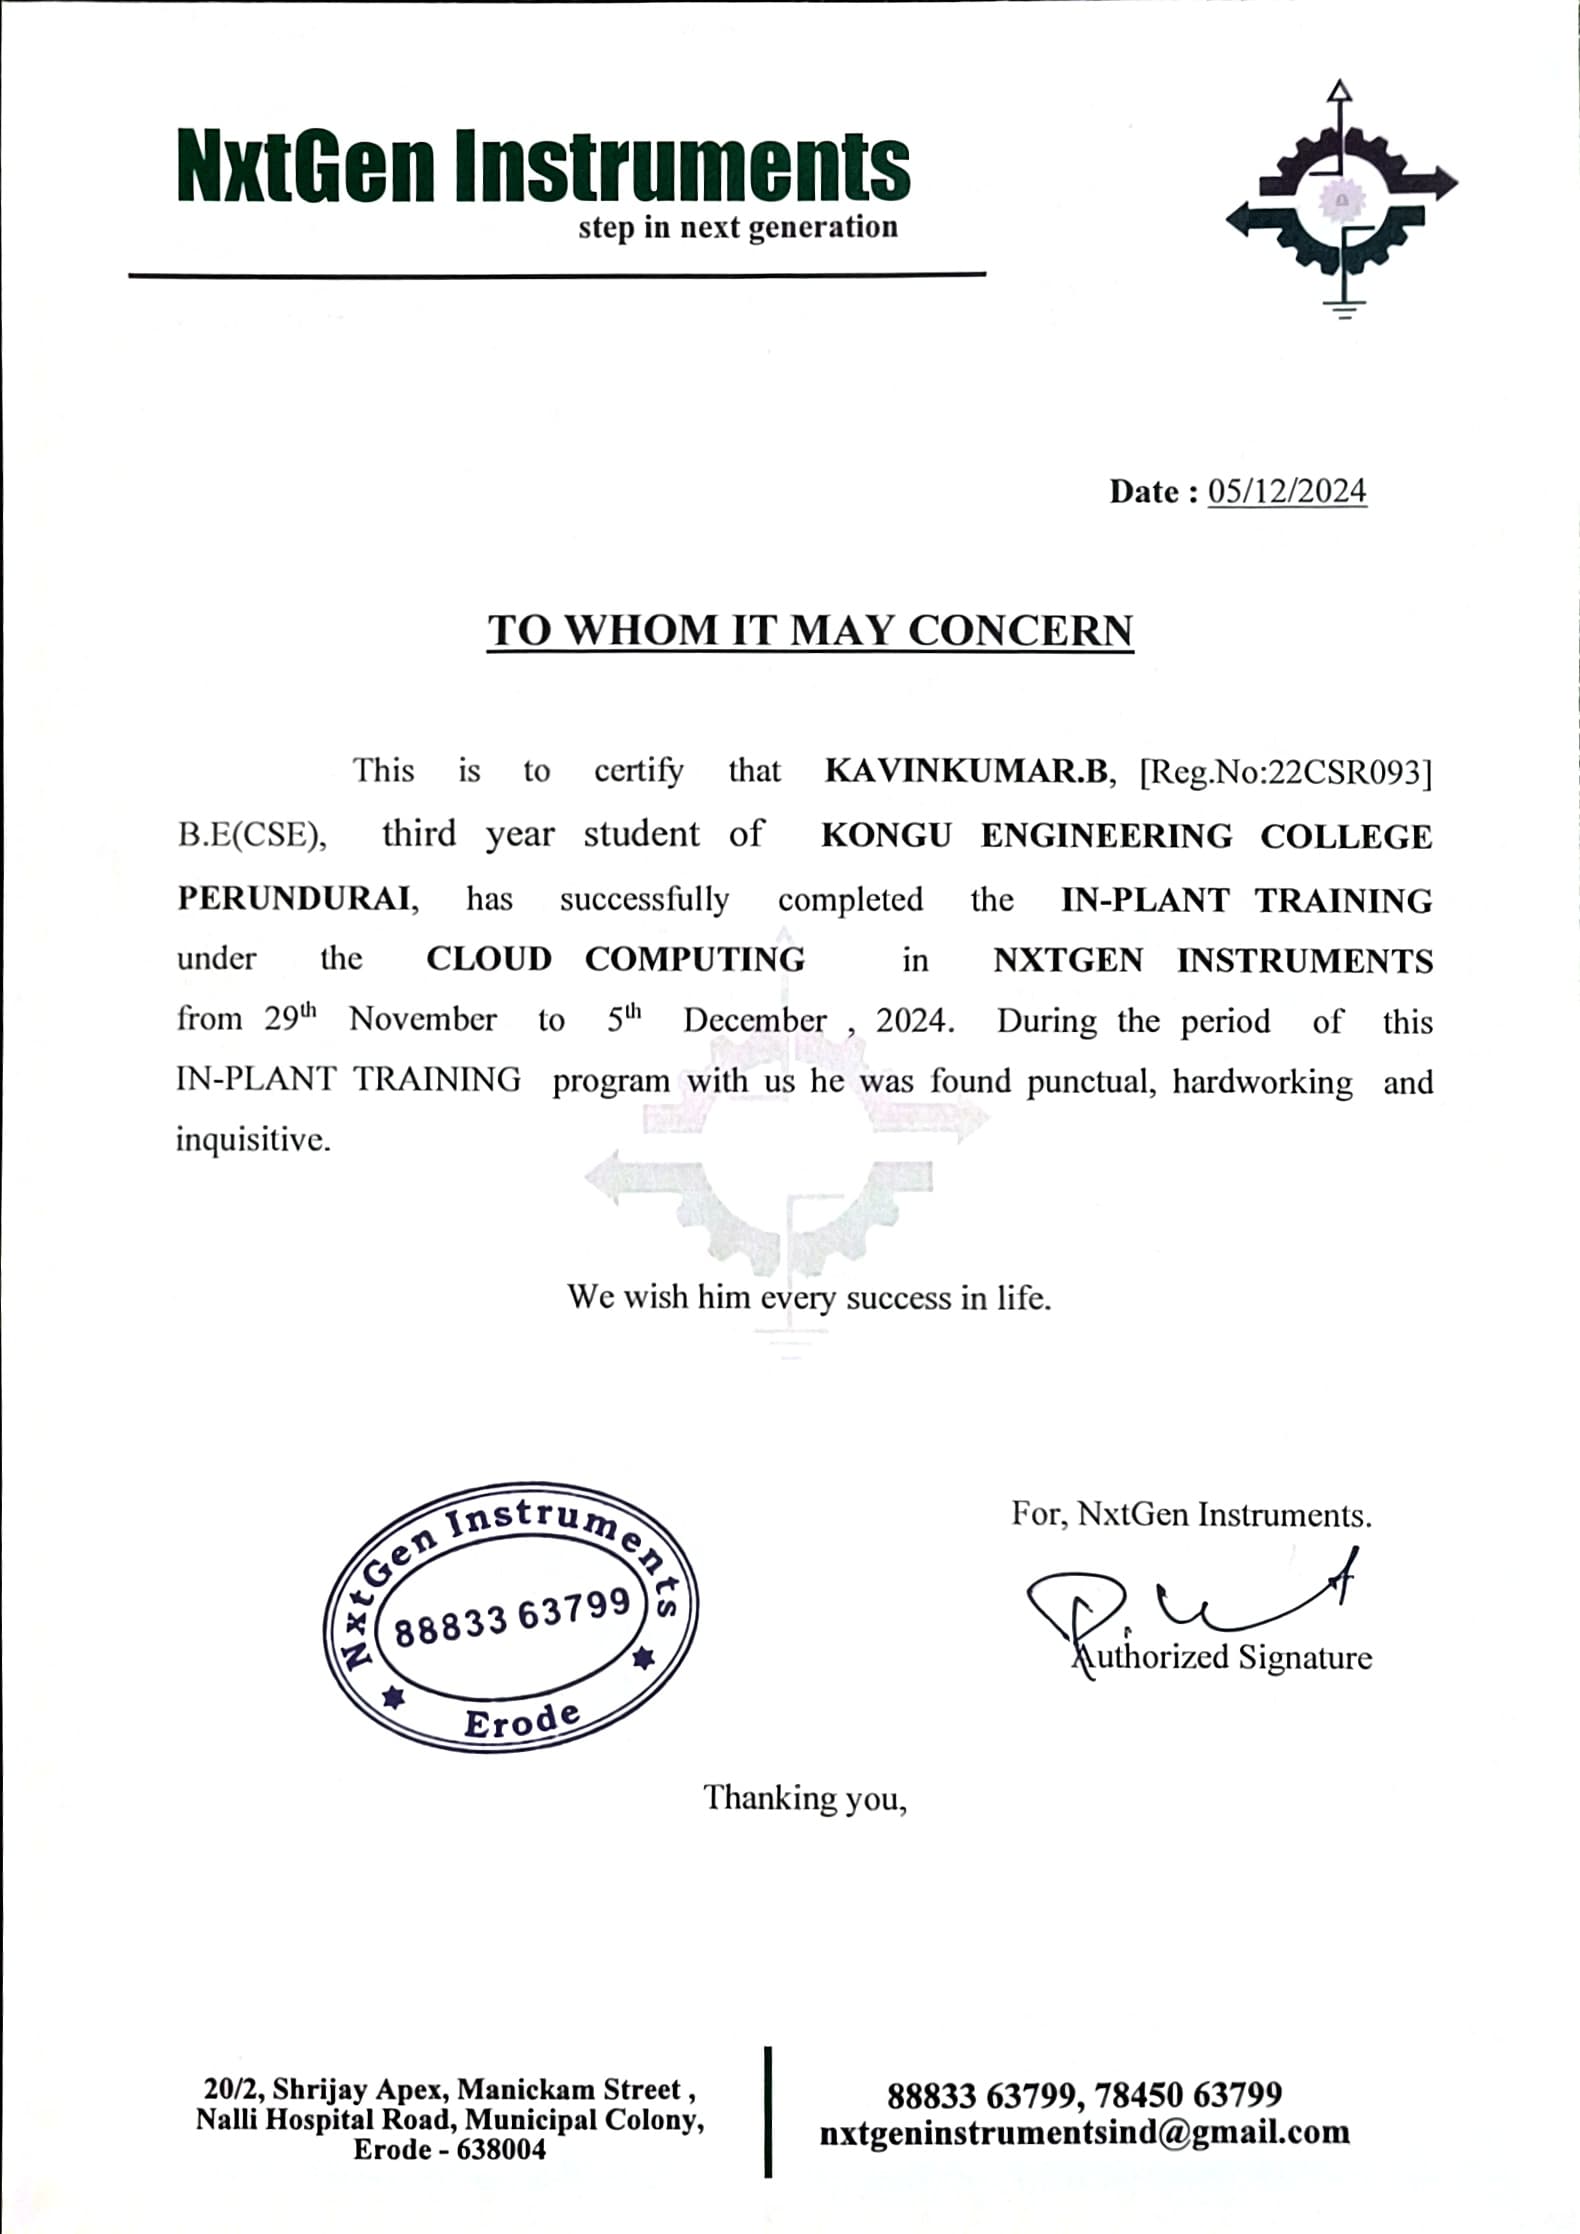 NxtGen Instruments
step in next generation
Date : 05/12/2024
TO WHOM IT MAY CONCERN
This is to certify that KAVINKUMAR.B, [Reg.No:22CSR093]
B.E(CSE), third year student of KONGU ENGINEERING COLLEGE
PERUNDURAI, has successfully completed the IN-PLANT TRAINING
under the CLOUD COMPUTING in NXTGEN INSTRUMENTS
from 29th November to 5th December , 2024. During the period of this
IN-PLANT TRAINING program with us he was found punctual, hardworking and
inquisitive.
We wish him every success in life.
NxtGen Instruments
88833 63799
Erode
For, NxtGen Instruments.
Authorized Signature
Thanking you,
20/2, Shrijay Apex, Manickam Street ,
Nalli Hospital Road, Municipal Colony,
Erode - 638004
88833 63799, 78450 63799
nxtgeninstrumentsind@gmail.com